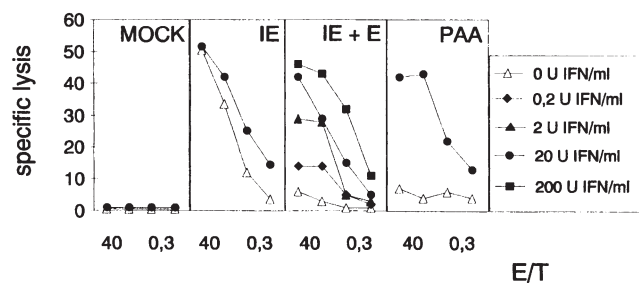 MOCK IE IE + E PAA
60
50
40
30
20
10
0
specific lysis
40 0,3 40 0,3 40 0,3 40 0,3
E/T
0 U IFN/ml
0,2 U IFN/ml
2 U IFN/ml
20 U IFN/ml
200 U IFN/ml